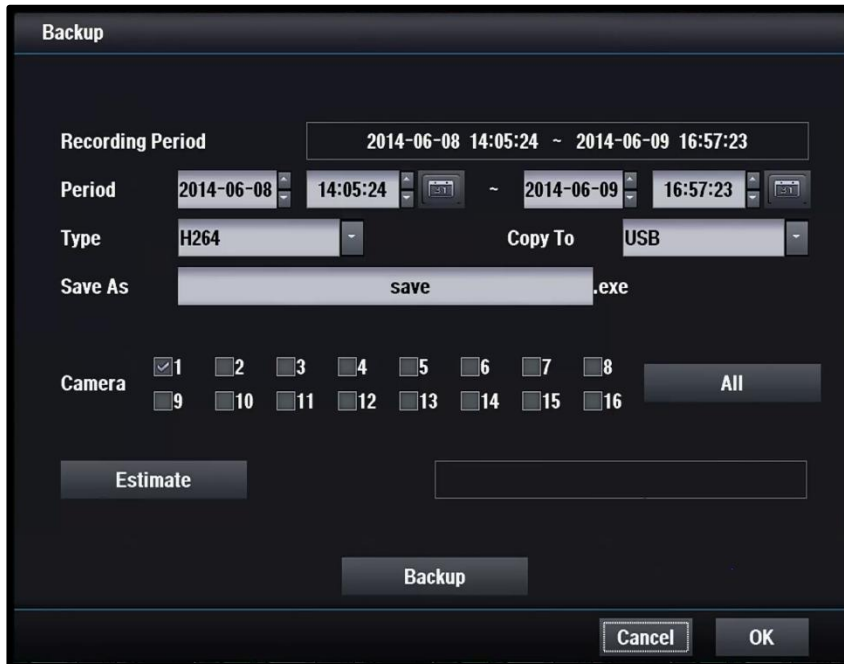 Backup
Recording Period 2014-06-08 14:05:24 ~ 2014-06-09 16:57:23
Period 2014-06-08 14:05:24 31 ~ 2014-06-09 16:57:23 31
Type H264 Copy To USB
Save As save .exe
1 2 3 4 5 6 7 8
Camera All
9 10 11 12 13 14 15 16
Estimate
Backup
Cancel OK